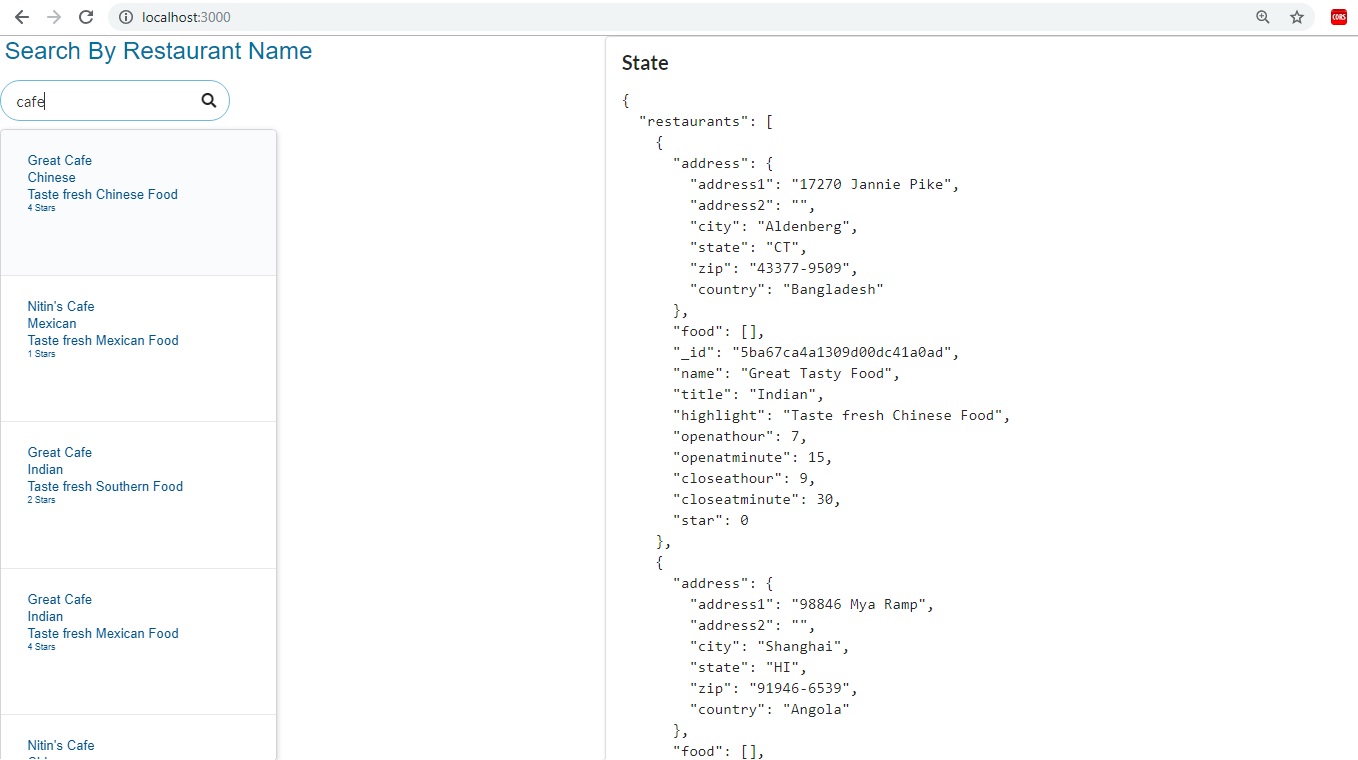 localhost:3000
CORS
Search By Restaurant Name
cafe
Great Cafe
Chinese
Taste fresh Chinese Food
4 Stars
Nitin's Cafe
Mexican
Taste fresh Mexican Food
1 Stars
Great Cafe
Indian
Taste fresh Southern Food
2 Stars
Great Cafe
Indian
Taste fresh Mexican Food
4 Stars
Nitin's Cafe
State
{
"restaurants": [
{
"address": {
"address1": "17270 Jannie Pike",
"address2": "",
"city": "Aldenberg",
"state": "CT",
"zip": "43377-9509",
"country": "Bangladesh"
},
"food": [],
"_id": "5ba67ca4a1309d00dc41a0ad",
"name": "Great Tasty Food",
"title": "Indian",
"highlight": "Taste fresh Chinese Food",
"openathour": 7,
"openatminute": 15,
"closeathour": 9,
"closeatminute": 30,
"star": 0
},
{
"address": {
"address1": "98846 Mya Ramp",
"address2": "",
"city": "Shanghai",
"state": "HI",
"zip": "91946-6539",
"country": "Angola"
},
"food": [],